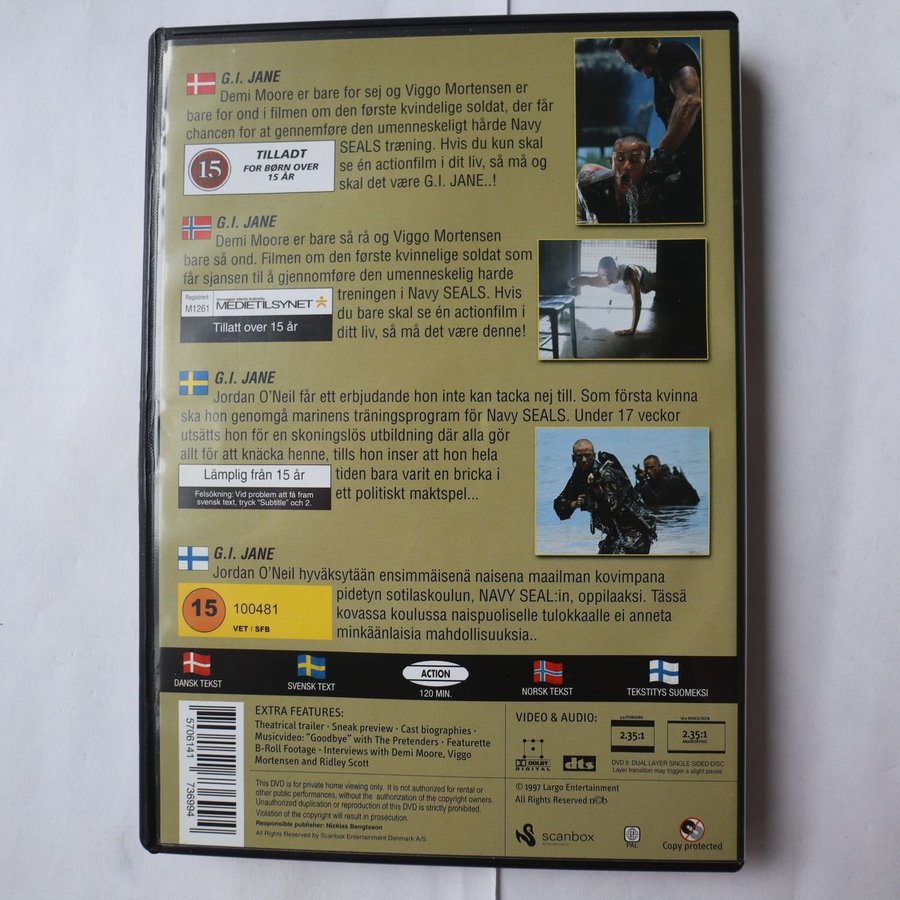 G.I. JANE
Demi Moore er bare for sej og Viggo Mortensen er
bare for ond i filmen om den første kvindelige soldat, der får
chancen for at gennemføre den umenneskeligt hårde Navy
SEALS træning. Hvis du kun skal
se én actionfilm i dit liv, så må og
skal det være G.I. JANE..!
15
TILLADT
FOR BØRN OVER
15 ÅR
G.I. JANE
Demi Moore er bare så rå og Viggo Mortensen
bare så ond. Filmen om den første kvinnelige soldat som
får sjansen til å gjennomføre den umenneskelig harde
treningen i Navy SEALS. Hvis
du bare skal se én actionfilm i
ditt liv, så må det være denne!
Registrert
M1261
Norwegian Media Authority
MEDIETILSYNET
Tillatt over 15 år
G.I. JANE
Jordan O'Neil får ett erbjudande hon inte kan tacka nej till. Som första kvinna
ska hon genomgå marinens träningsprogram för Navy SEALS. Under 17 veckor
utsätts hon för en skoningslös utbildning där alla gör
allt för att knäcka henne, tills hon inser att hon hela
tiden bara varit en bricka i
ett politiskt maktspel...
Lämplig från 15 år
Felsökning: Vid problem att få fram
svensk text, tryck "Subtitle" och 2.
G.I. JANE
Jordan O'Neil hyväksytään ensimmäisenä naisena maailman kovimpana
pidetyn sotilaskoulun, NAVY SEAL:in, oppilaaksi. Tässä
kovassa koulussa naispuoliselle tulokkaalle ei anneta
minkäänlaisia mahdollisuuksia..
15
100481
VET / SFB
DANSK TEKST
SVENSK TEXT
ACTION
120 MIN.
NORSK TEKST
TEKSTITYS SUOMEKSI
5706141 736994
EXTRA FEATURES:
Theatrical trailer · Sneak preview · Cast biographies ·
Musicvideo: "Goodbye" with The Pretenders · Featurette
B-Roll Footage · Interviews with Demi Moore, Viggo
Mortensen and Ridley Scott
This DVD is for private home viewing only. It is not authorized for rental or
other public performances, without the authorization of the copyright owners.
Unauthorized duplication or reproduction of this DVD is strictly prohibited.
Violation of the copyright will result in prosecution.
Responsible publisher: Nicklas Bengtsson
All Rights Reserved by Scanbox Entertainment Denmark A/S
VIDEO & AUDIO:
DOLBY
DIGITAL
dts
4:3 STANDARD
2.35:1
16:9 WIDESCREEN
2.35:1
ANAMORPHIC
DVD 9: DUAL LAYER SINGLE SIDED DISC
Layer transition may trigger a slight pause.
© 1997 Largo Entertainment
All Rights Reserved n©b
scanbox
ENTERTAINMENT
PAL
Copy protected